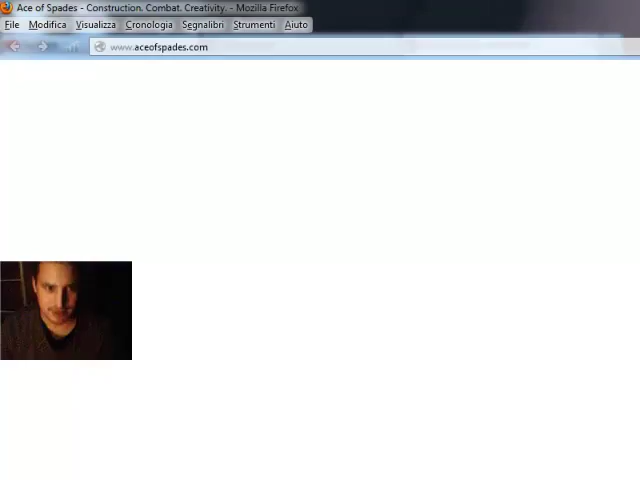 Ace of Spades - Construction. Combat. Creativity. - Mozilla Firefox
File Modifica Visualizza Cronologia Segnalibri Strumenti Aiuto
www.aceofspades.com